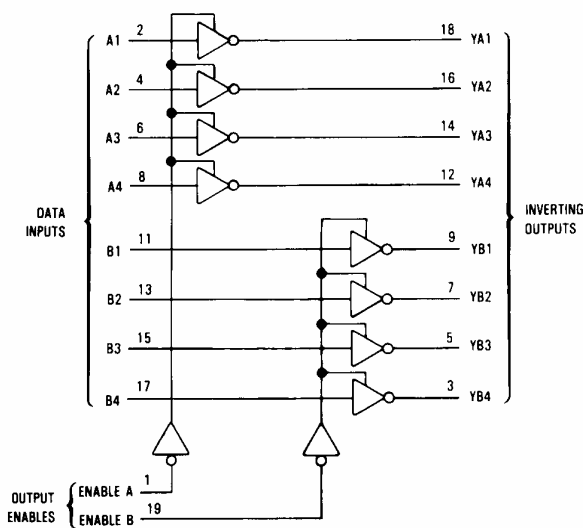 A1 2 18 YA1
A2 4 16 YA2
A3 6 14 YA3
A4 8 12 YA4
DATA
INPUTS
INVERTING
OUTPUTS
B1 11 9 YB1
B2 13 7 YB2
B3 15 5 YB3
B4 17 3 YB4
OUTPUT
ENABLES
ENABLE A 1
ENABLE B 19